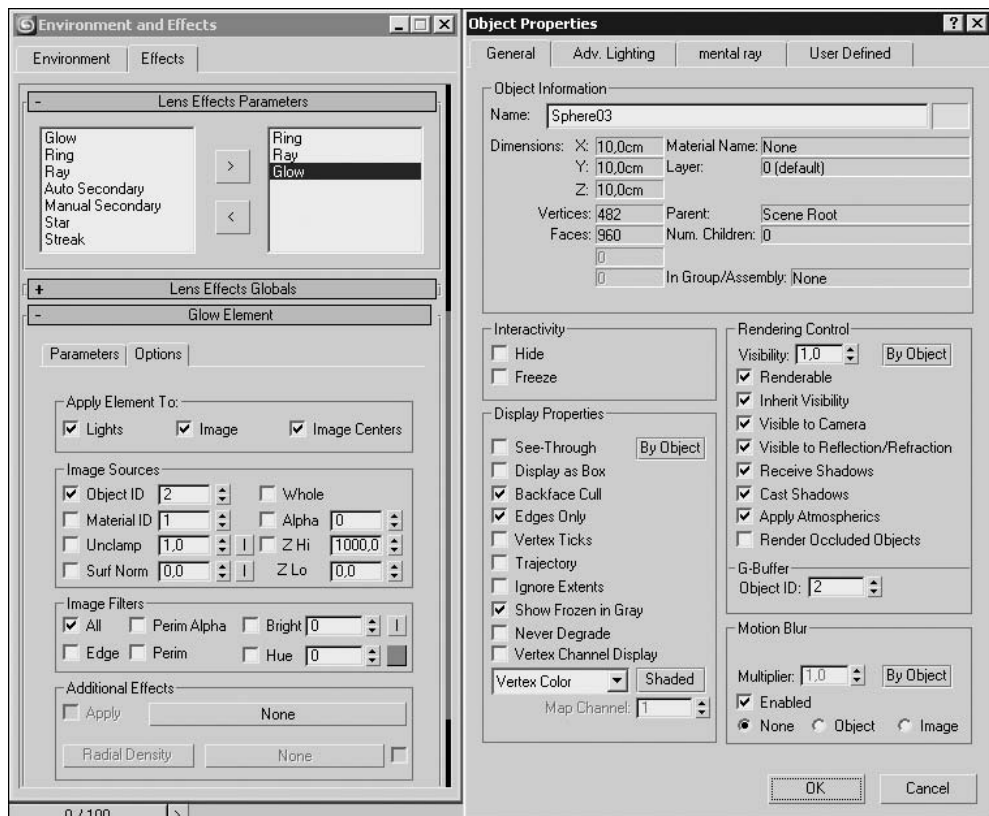 Environment and Effects
Environment
Effects
- Lens Effects Parameters
Glow
Ring
Ray
Auto Secondary
Manual Secondary
Star
Streak
>
<
Ring
Ray
Glow
+ Lens Effects Globals
- Glow Element
Parameters
Options
Apply Element To:
Lights
Image
Image Centers
Image Sources
Object ID 2
Whole
Material ID 1
Alpha 0
Unclamp 1,0 I
Z Hi 1000,0
Surf Norm 0,0 I
Z Lo 0,0
Image Filters
All
Perim Alpha
Bright 0 I
Edge
Perim
Hue 0
Additional Effects
Apply
None
Radial Density
None
0 / 100 >
Object Properties
General
Adv. Lighting
mental ray
User Defined
Object Information
Name: Sphere03
Dimensions: X: 10,0cm
Material Name: None
Y: 10,0cm
Layer: 0 (default)
Z: 10,0cm
Vertices: 482
Parent: Scene Root
Faces: 960
Num. Children: 0
0
0
In Group/Assembly: None
Interactivity
Hide
Freeze
Display Properties
See-Through
By Object
Display as Box
Backface Cull
Edges Only
Vertex Ticks
Trajectory
Ignore Extents
Show Frozen in Gray
Never Degrade
Vertex Channel Display
Vertex Color
Shaded
Map Channel: 1
Rendering Control
Visibility: 1,0
By Object
Renderable
Inherit Visibility
Visible to Camera
Visible to Reflection/Refraction
Receive Shadows
Cast Shadows
Apply Atmospherics
Render Occluded Objects
G-Buffer
Object ID: 2
Motion Blur
Multiplier: 1,0
By Object
Enabled
None
Object
Image
OK
Cancel